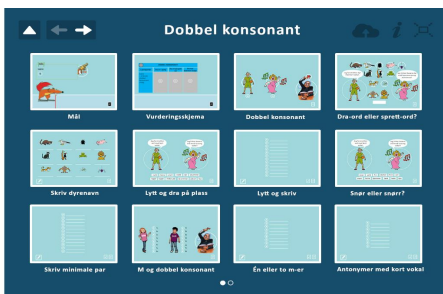 Dobbel konsonant
Mål
Vurderingsskjema
Dobbel konsonant
Dra-ord eller sprett-ord?
Skriv dyrenavn
Lytt og dra på plass
Lytt og skriv
Snør eller snørr?
Skriv minimale par
M og dobbel konsonant
Én eller to m-er
Antonymer med kort vokal